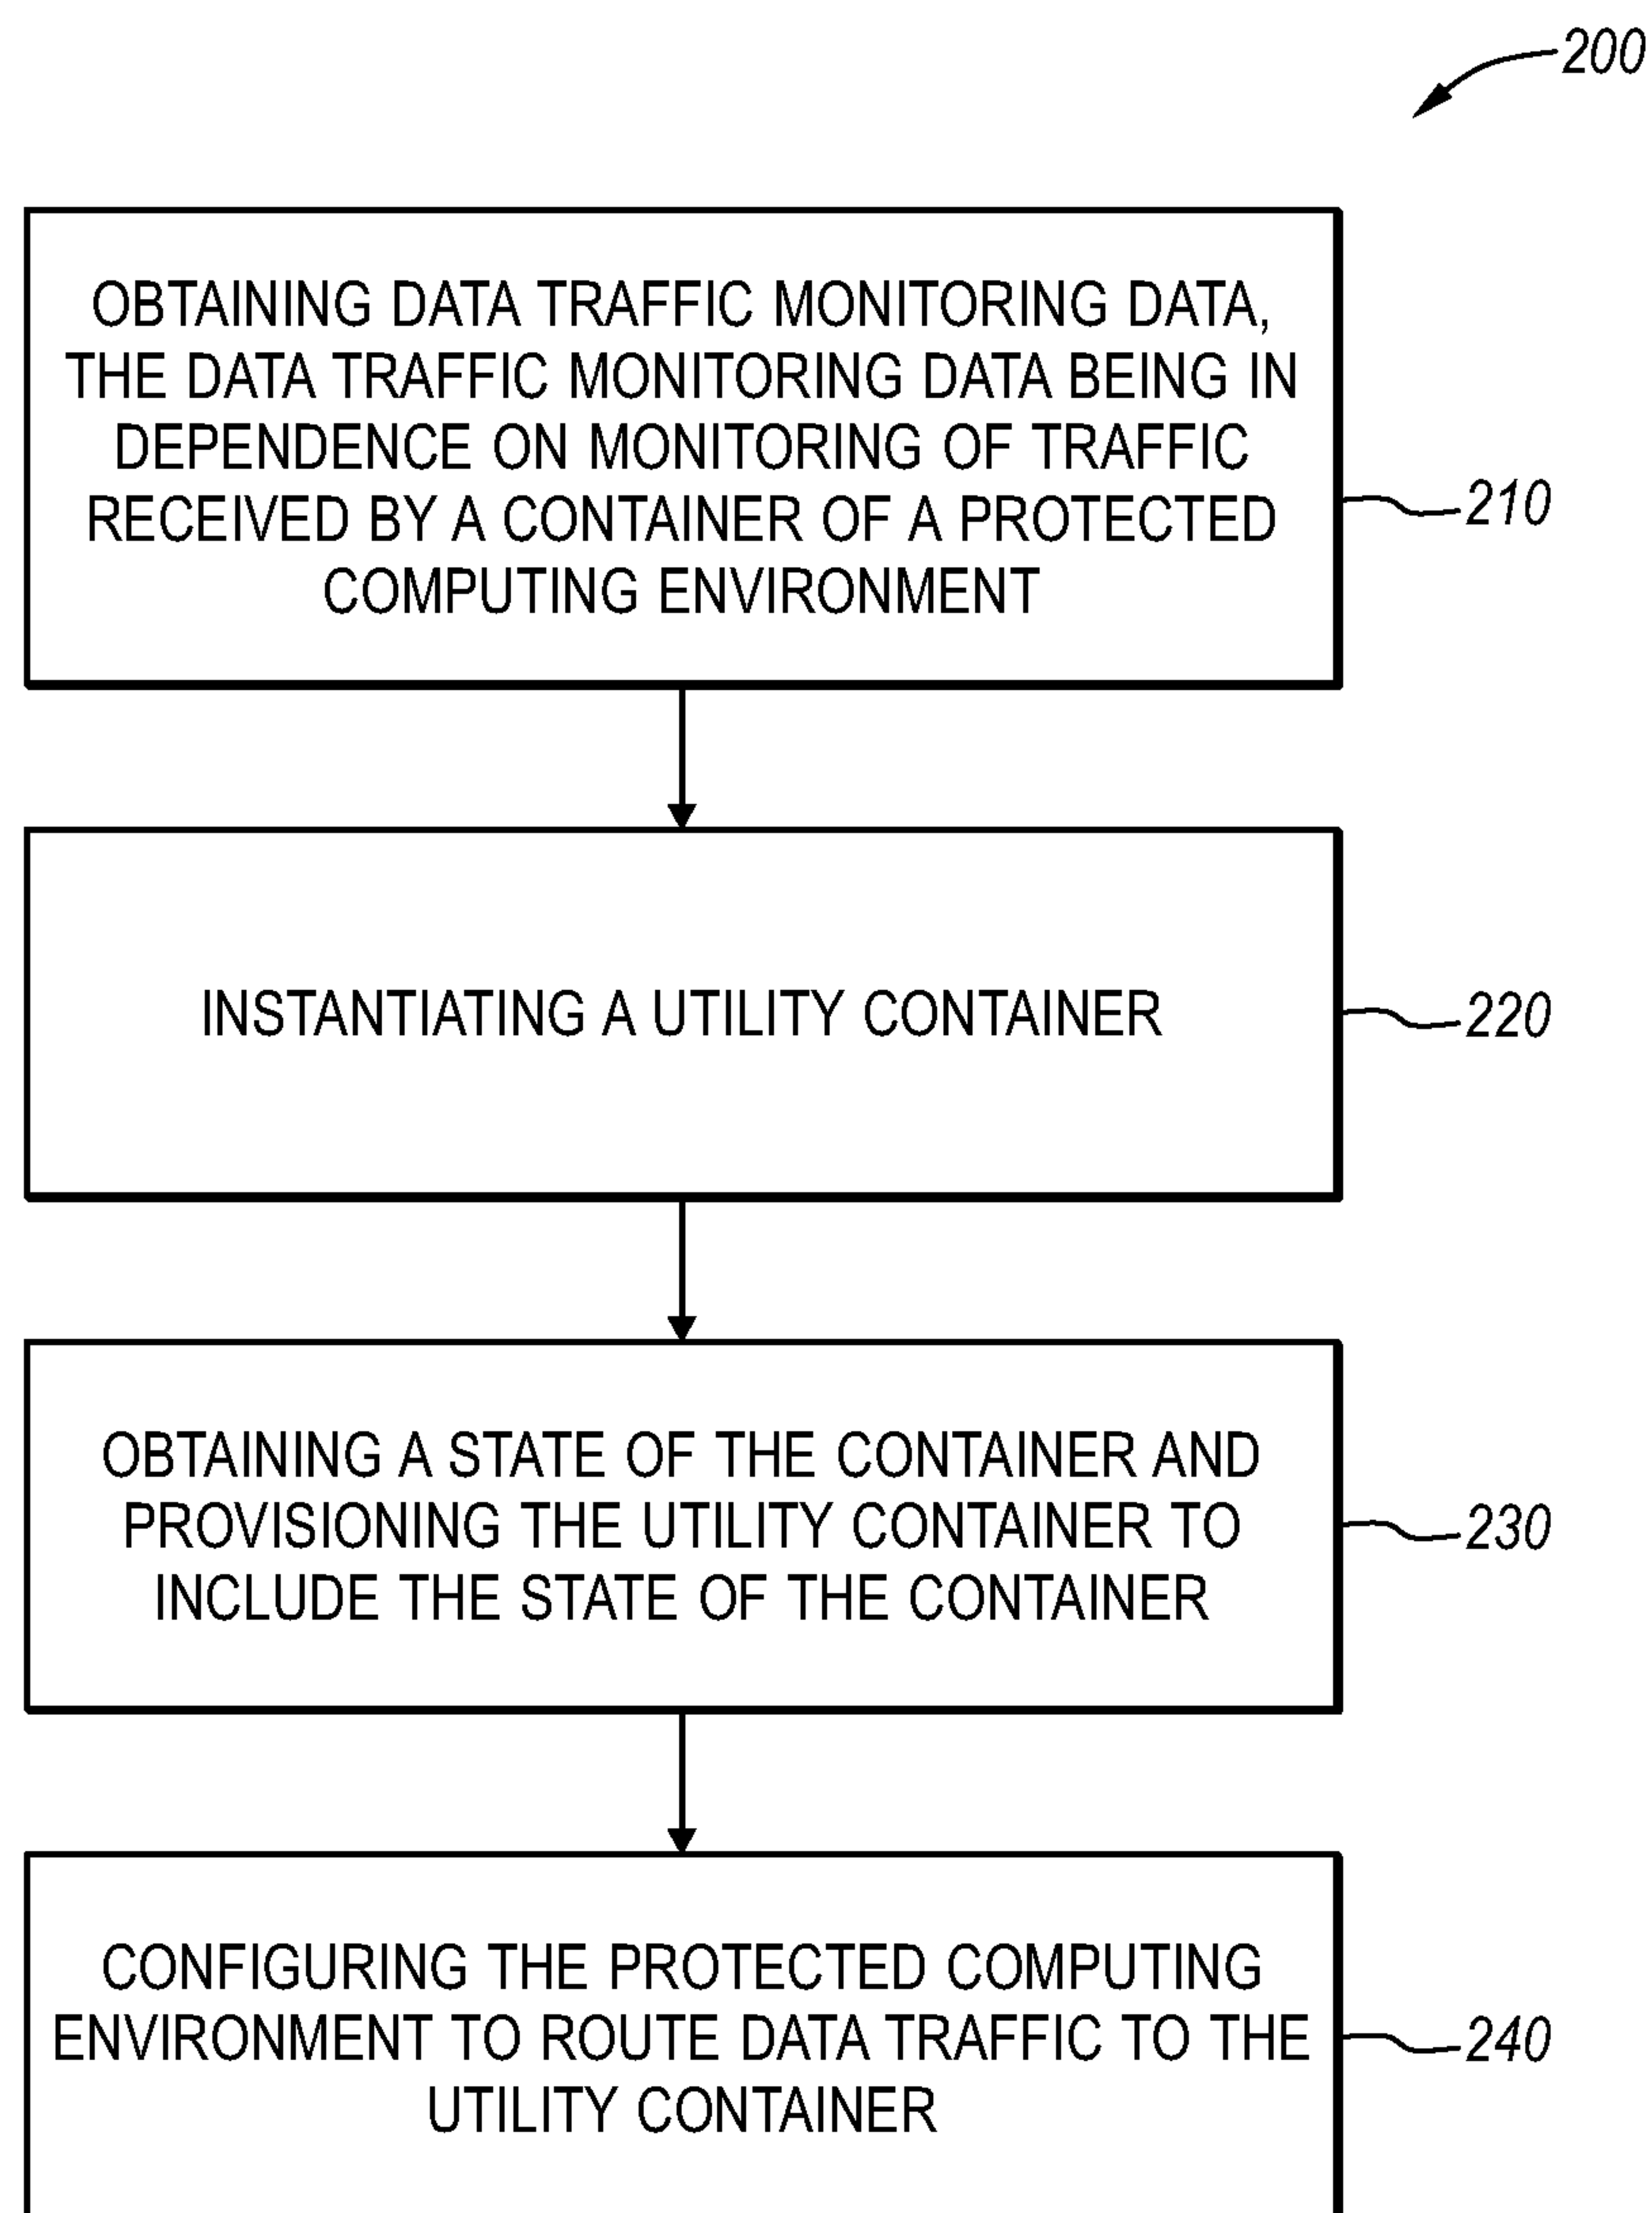 200
OBTAINING DATA TRAFFIC MONITORING DATA,
THE DATA TRAFFIC MONITORING DATA BEING IN
DEPENDENCE ON MONITORING OF TRAFFIC
RECEIVED BY A CONTAINER OF A PROTECTED
COMPUTING ENVIRONMENT
210
INSTANTIATING A UTILITY CONTAINER
220
OBTAINING A STATE OF THE CONTAINER AND
PROVISIONING THE UTILITY CONTAINER TO
INCLUDE THE STATE OF THE CONTAINER
230
CONFIGURING THE PROTECTED COMPUTING
ENVIRONMENT TO ROUTE DATA TRAFFIC TO THE
UTILITY CONTAINER
240